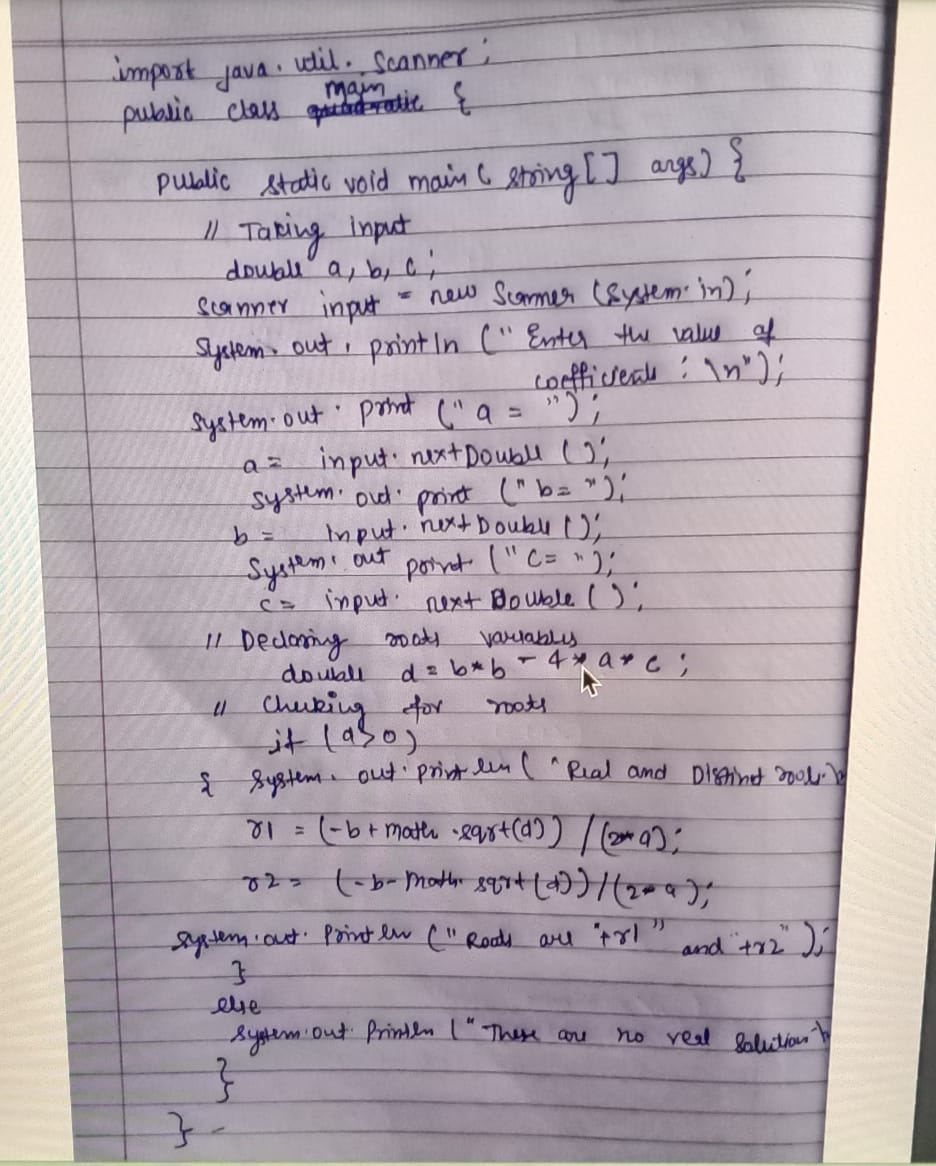 import java.util.Scanner;
public class main {
public static void main( string[] args) {
// Taking input
double a, b, c;
scanner input = new Scanner (system.in);
system.out.println ("Enter the value of
coefficients : \n");
system.out.print ("a = ");
a = input.nextDouble ();
system.out.print ("b = ");
b = input.nextDouble ();
System.out print ("c= ");
c = input.next Double ();
// Declaring roots variables
double d = b*b - 4*a*c ;
// Checking for roots
if (d>0)
{ system.out.println ( "Real and Distinct roots
r1 = (-b+math.sqrt(d)) / (2*a);
r2 = (-b-math.sqrt(d))/(2*a);
system.out.println ("Roots are "+r1" and "+r2");
}
else
system.out.println ("These are no real solution
}
}